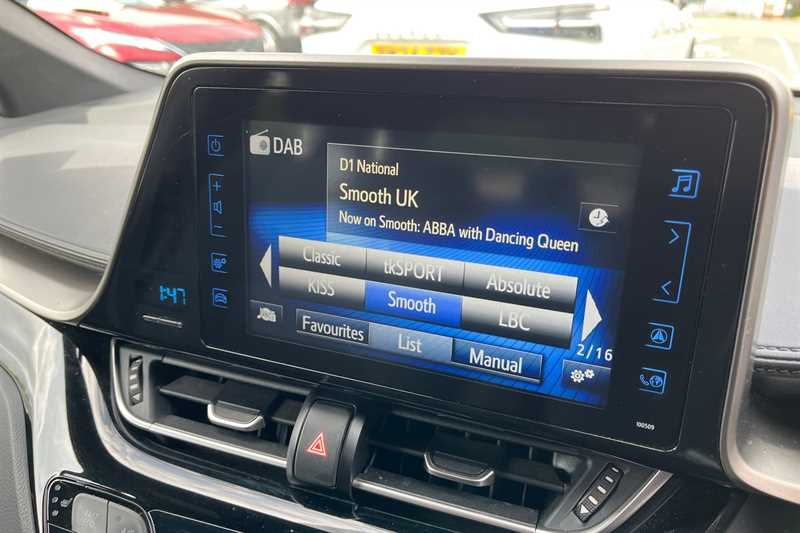 DAB
D1 National
Smooth UK
Now on Smooth: ABBA with Dancing Queen
Classic
tkSPORT
Absolute
KISS
Smooth
LBC
2/16
Favourites
List
Manual
1:47
100509